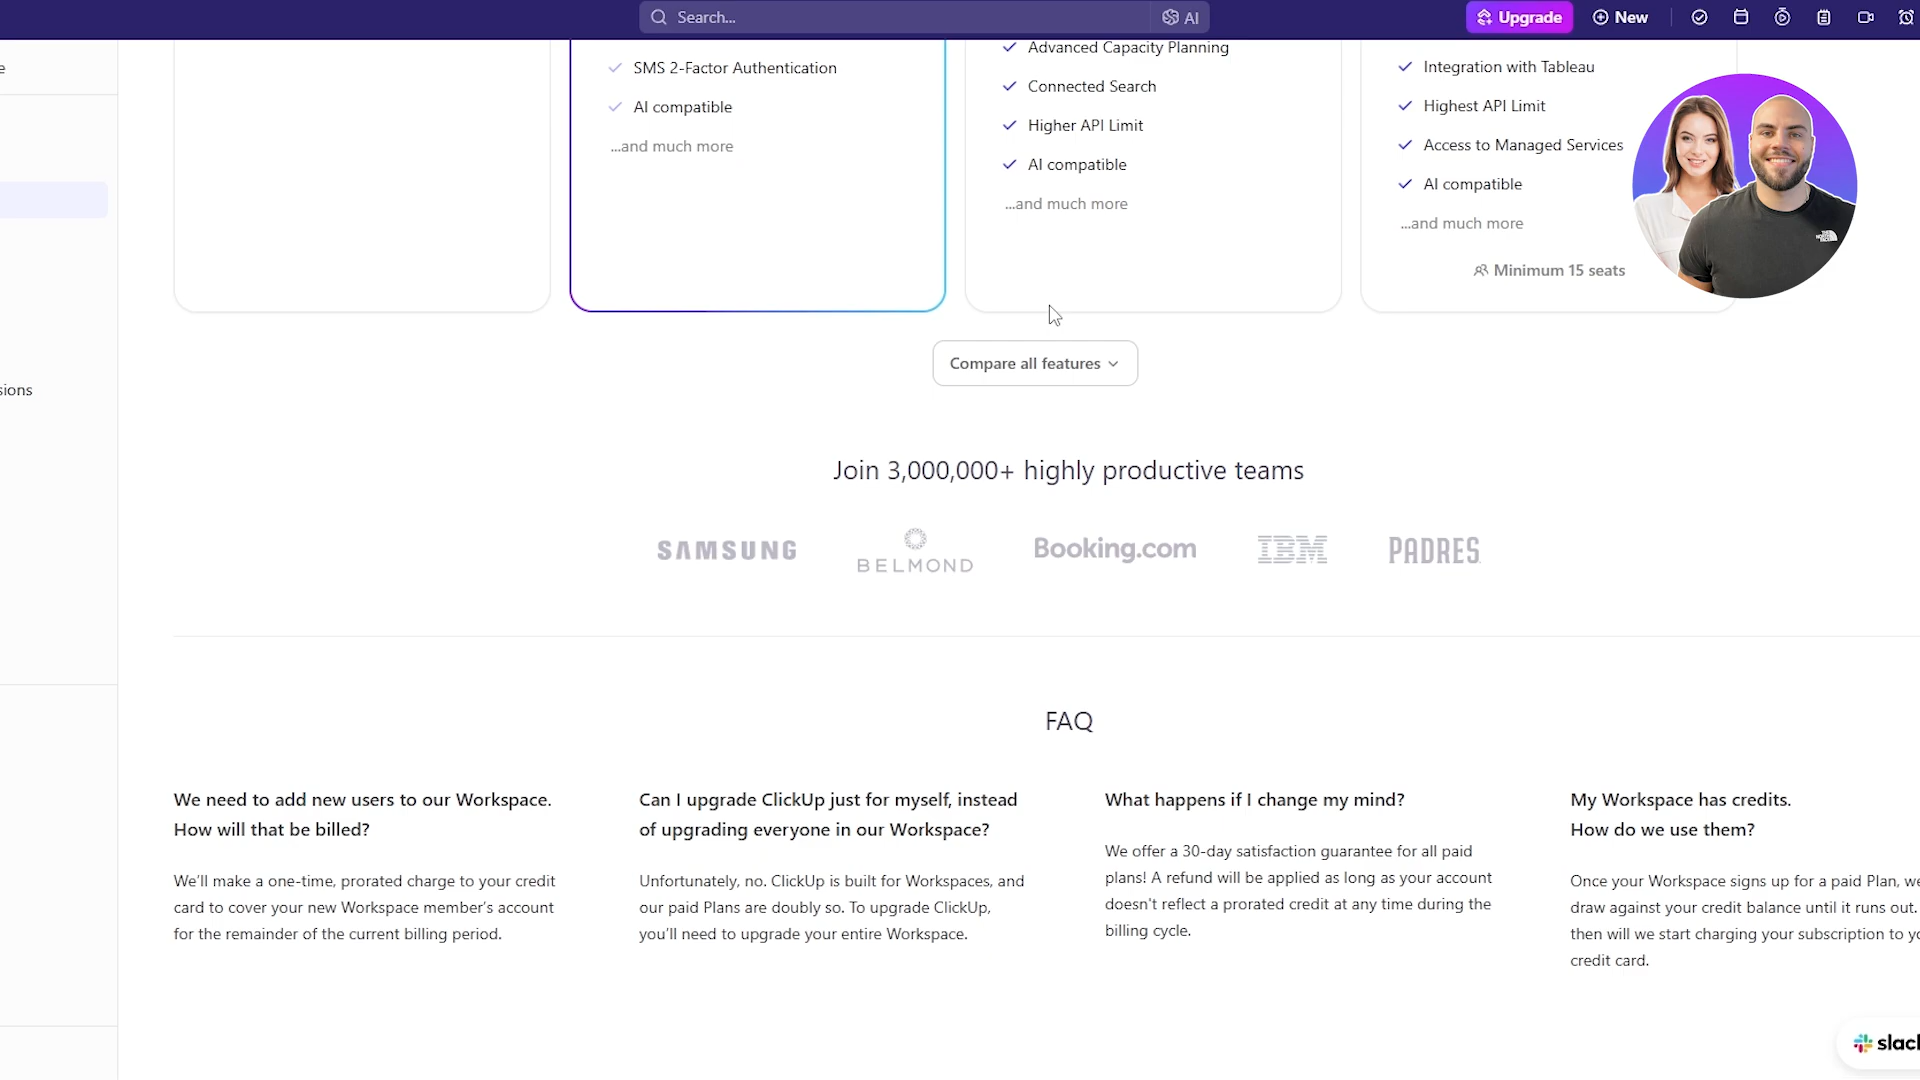 Search...
AI
Upgrade
New
e
sions
SMS 2-Factor Authentication
AI compatible
...and much more
Advanced Capacity Planning
Connected Search
Higher API Limit
AI compatible
...and much more
Integration with Tableau
Highest API Limit
Access to Managed Services
AI compatible
...and much more
Minimum 15 seats
Compare all features
Join 3,000,000+ highly productive teams
SAMSUNG
BELMOND
Booking.com
IBM
PADRES
FAQ
We need to add new users to our Workspace.
How will that be billed?
We'll make a one-time, prorated charge to your credit
card to cover your new Workspace member's account
for the remainder of the current billing period.
Can I upgrade ClickUp just for myself, instead
of upgrading everyone in our Workspace?
Unfortunately, no. ClickUp is built for Workspaces, and
our paid Plans are doubly so. To upgrade ClickUp,
you'll need to upgrade your entire Workspace.
What happens if I change my mind?
We offer a 30-day satisfaction guarantee for all paid
plans! A refund will be applied as long as your account
doesn't reflect a prorated credit at any time during the
billing cycle.
My Workspace has credits.
How do we use them?
Once your Workspace signs up for a paid Plan, we
draw against your credit balance until it runs out.
then will we start charging your subscription to yo
credit card.
slack